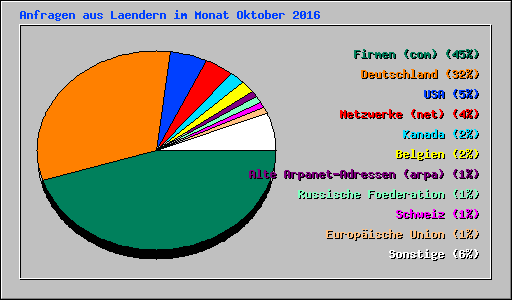 Anfragen aus Laendern im Monat Oktober 2016
Firmen (com) (45%)
Deutschland (32%)
USA (5%)
Netzwerke (net) (4%)
Kanada (2%)
Belgien (2%)
Alte Arpanet-Adressen (arpa) (1%)
Russische Foederation (1%)
Schweiz (1%)
Europäische Union (1%)
Sonstige (6%)